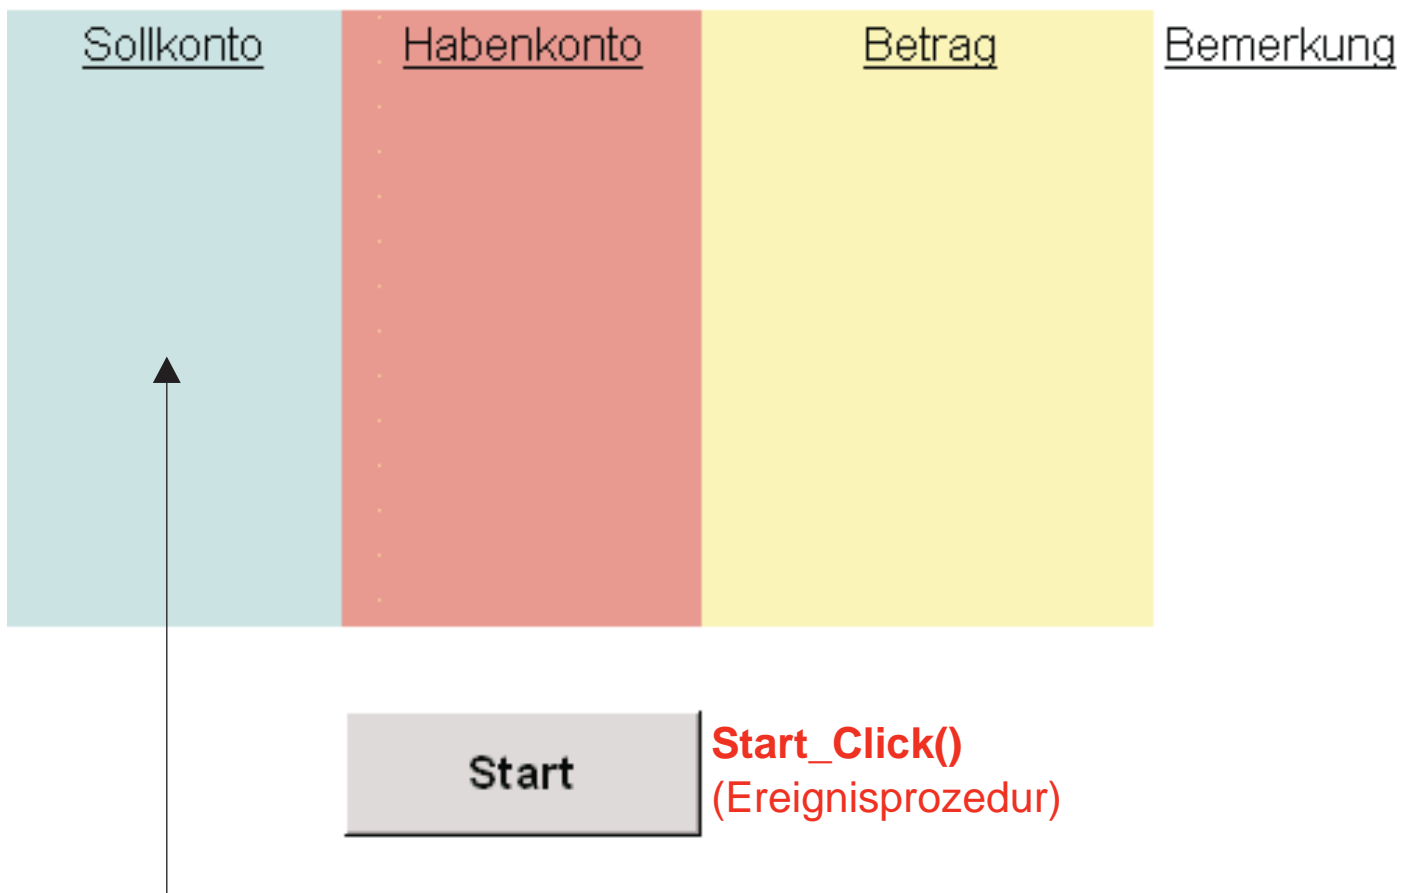 Sollkonto Habenkonto Betrag Bemerkung
Start
Start_Click()
(Ereignisprozedur)